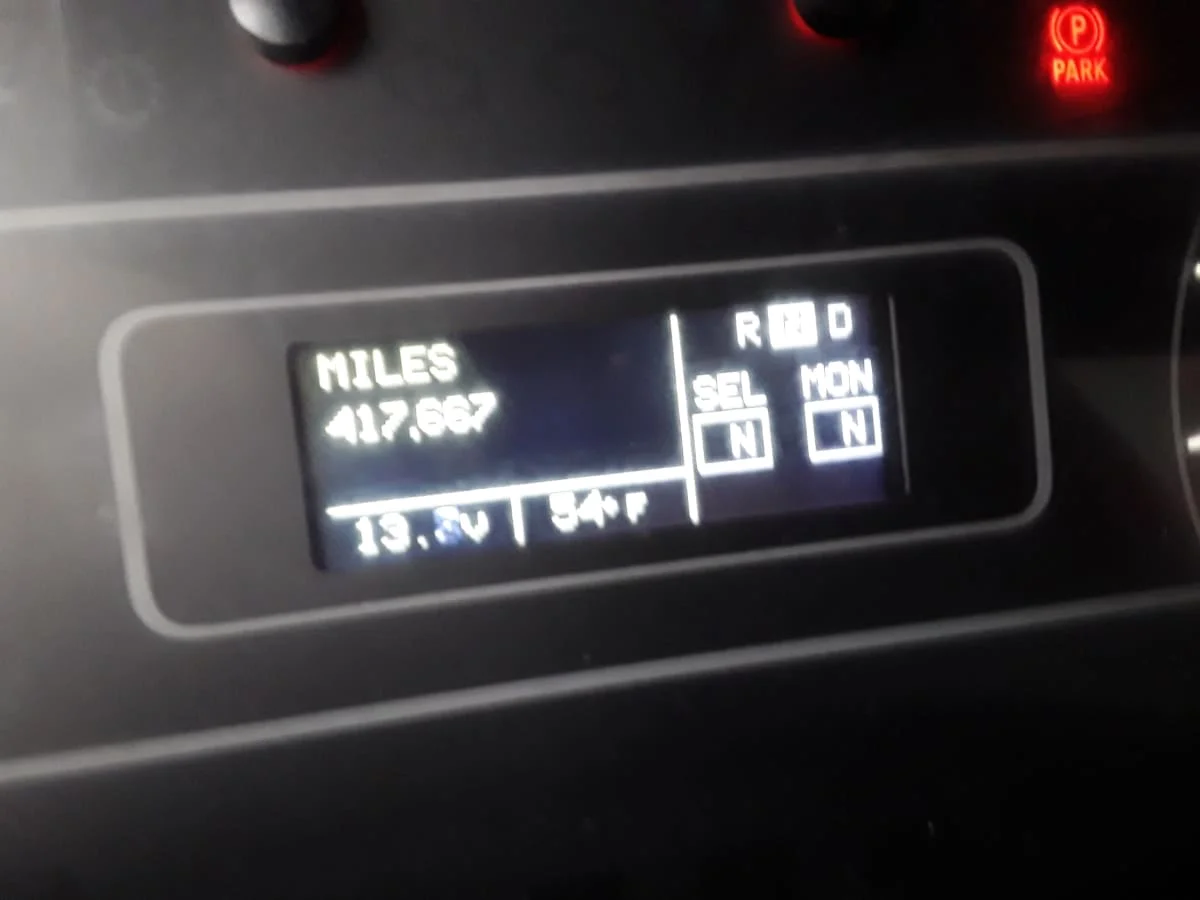 PARK
R N D
MILES
417,667
SEL MON
N N
54°F